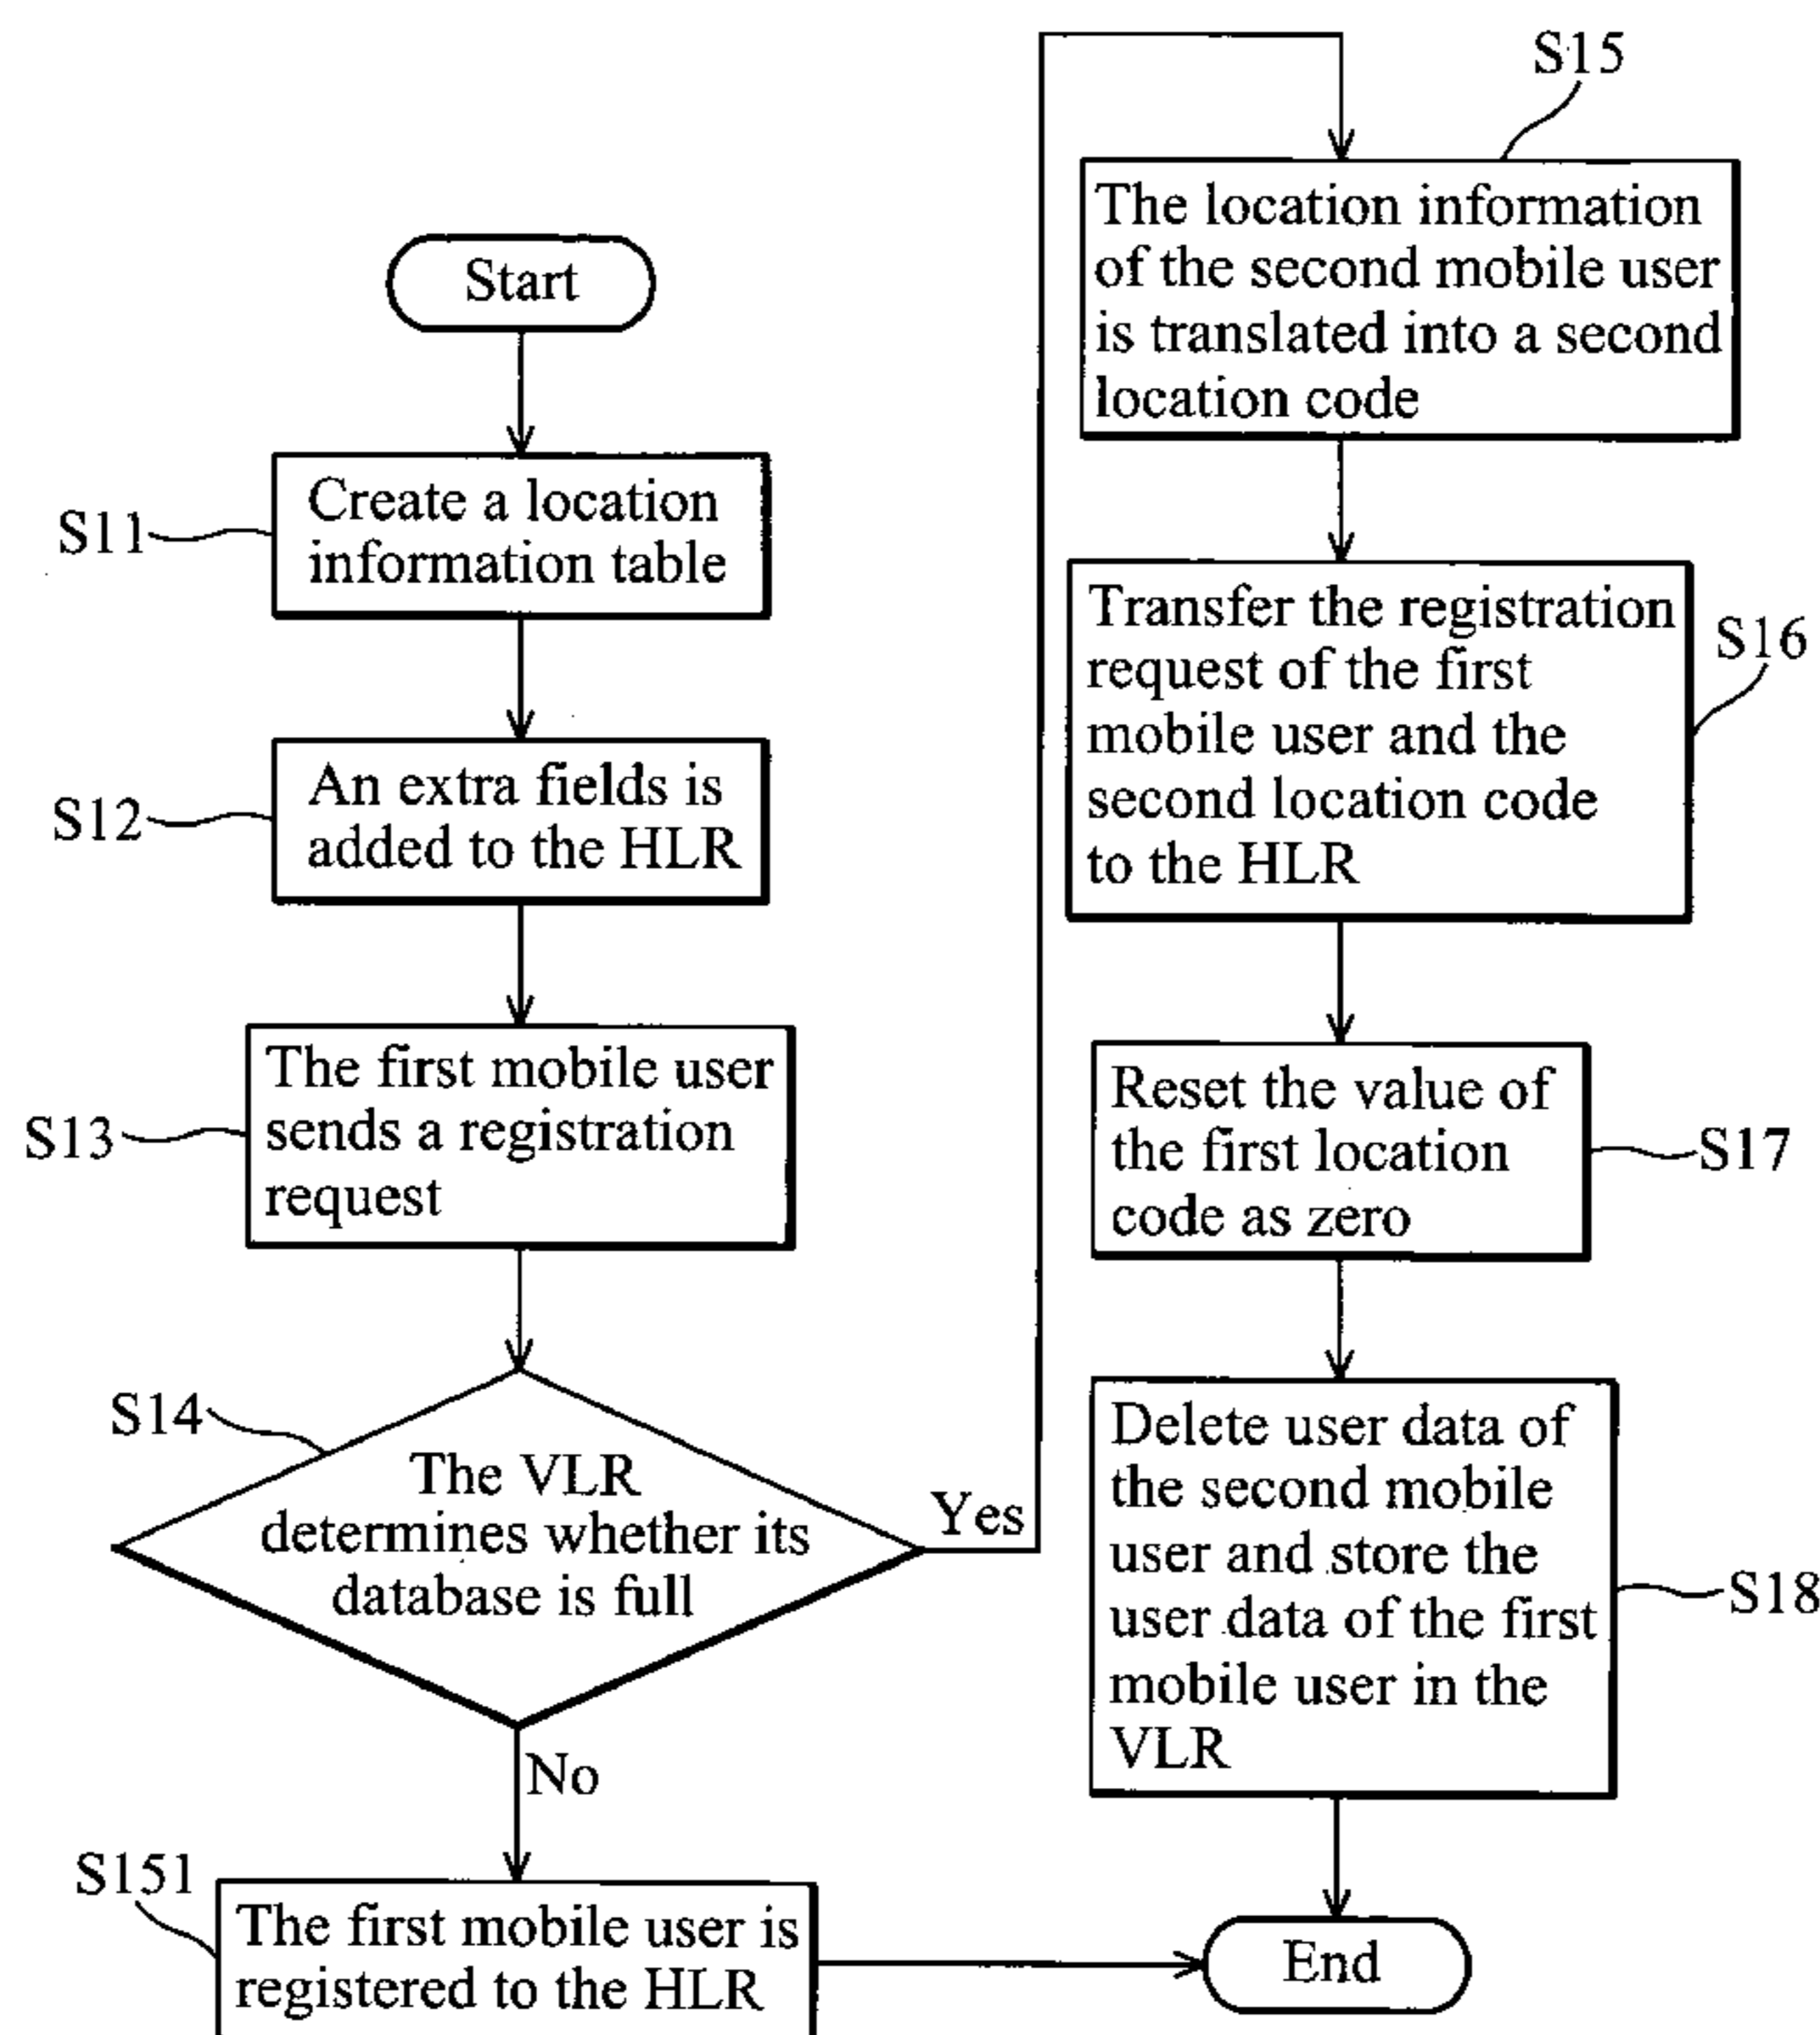 Start
S11
Create a location
information table
S12
An extra fields is
added to the HLR
S13
The first mobile user
sends a registration
request
S14
The VLR
determines whether its
database is full
Yes
No
S151
The first mobile user is
registered to the HLR
S15
The location information
of the second mobile user
is translated into a second
location code
S16
Transfer the registration
request of the first
mobile user and the
second location code
to the HLR
S17
Reset the value of
the first location
code as zero
S18
Delete user data of
the second mobile
user and store the
user data of the first
mobile user in the
VLR
End